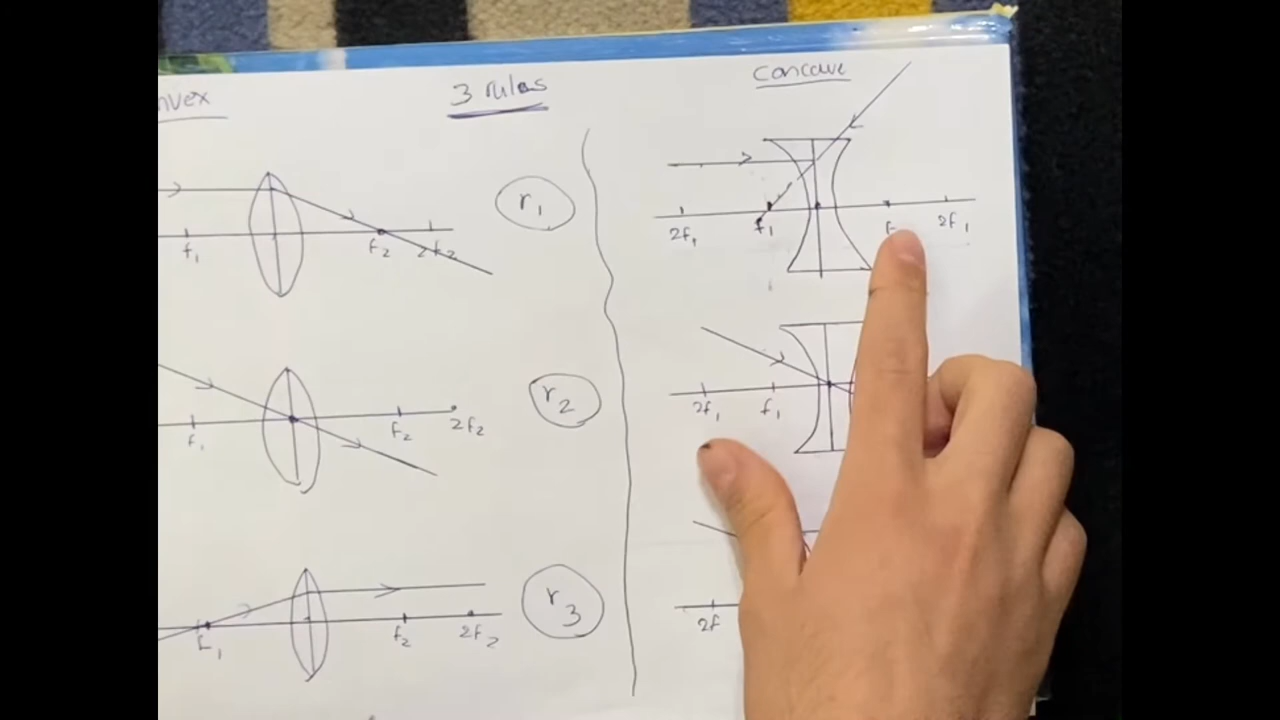 nvex
3 rules
Concave
f₁
f₂
2f₂
r₁
2f₁
f₁
2f₁
f₁
f₂
2f₂
r₂
2f₁
f₁
f₁
f₂
2f₂
r₃
2f